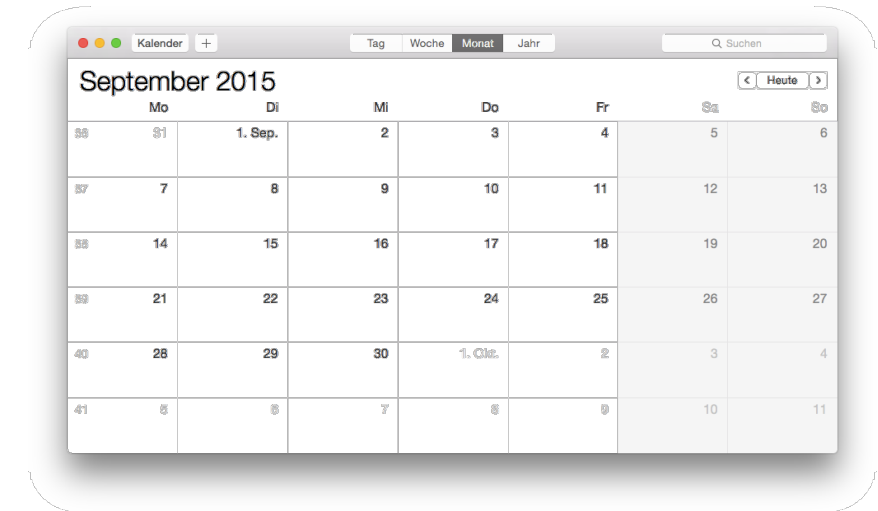 Kalender + Tag Woche Monat Jahr Suchen
September 2015 < Heute >
Mo Di Mi Do Fr Sa So
36 31 1. Sep. 2 3 4 5 6
37 7 8 9 10 11 12 13
38 14 15 16 17 18 19 20
39 21 22 23 24 25 26 27
40 28 29 30 1. Okt. 2 3 4
41 5 6 7 8 9 10 11